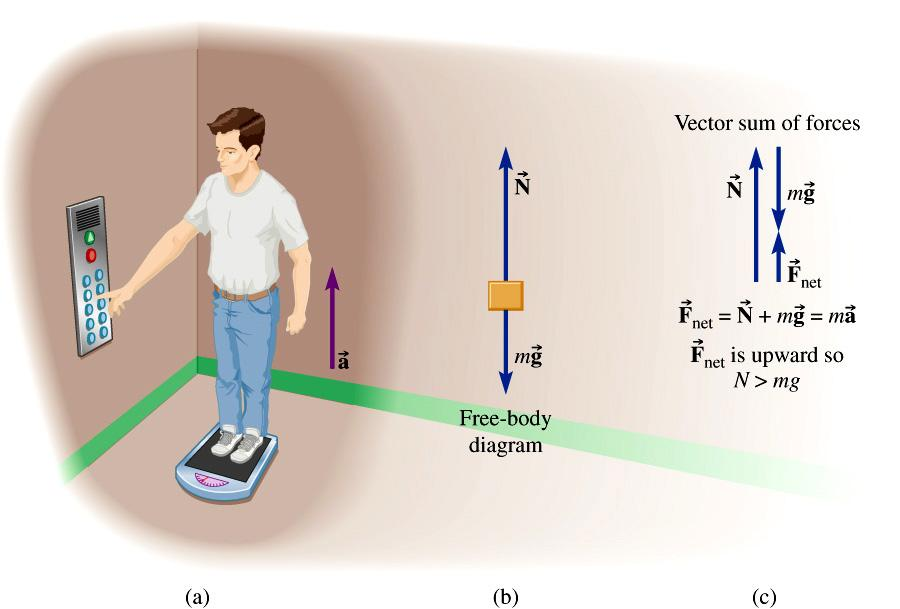 a⃗
N⃗
mg⃗
Free-body
diagram
Vector sum of forces
N⃗
mg⃗
F⃗net
F⃗net = N⃗ + mg⃗ = ma⃗
F⃗net is upward so
N > mg
(a)
(b)
(c)